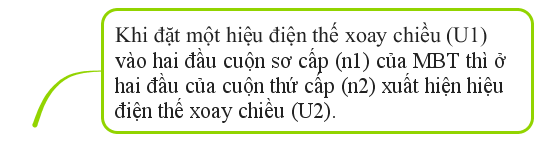 Khi đặt một hiệu điện thế xoay chiều (U1)
vào hai đầu cuộn sơ cấp (n1) của MBT thì ở
hai đầu của cuộn thứ cấp (n2) xuất hiện hiệu
điện thế xoay chiều (U2).